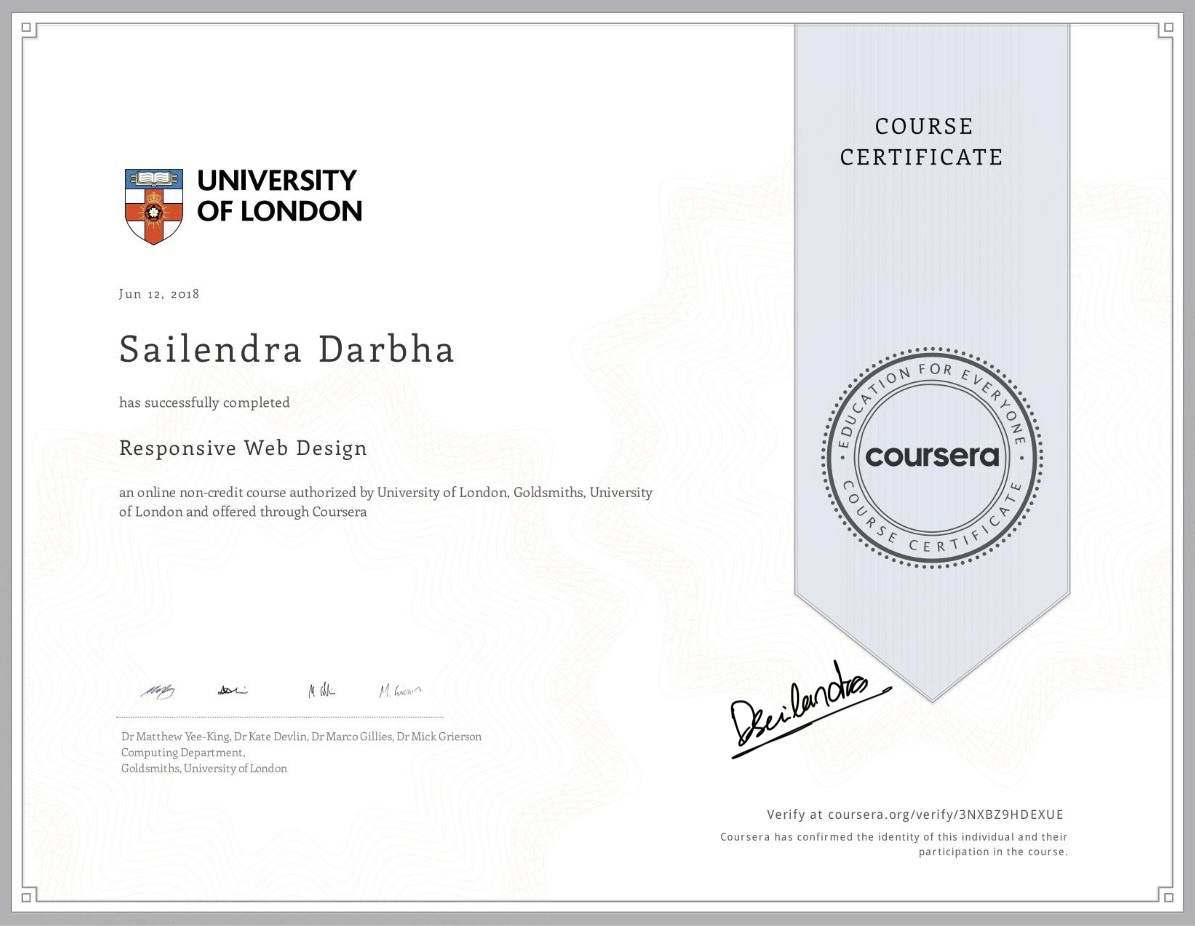 COURSE
CERTIFICATE
UNIVERSITY
OF LONDON
Jun 12, 2018
Sailendra Darbha
has successfully completed
Responsive Web Design
an online non-credit course authorized by University of London, Goldsmiths, University
of London and offered through Coursera
EDUCATION FOR EVERYONE
coursera
COURSE CERTIFICATE
Dr Matthew Yee-King, Dr Kate Devlin, Dr Marco Gillies, Dr Mick Grierson
Computing Department,
Goldsmiths, University of London
Dsailendra
Verify at coursera.org/verify/3NXBZ9HDEXUE
Coursera has confirmed the identity of this individual and their
participation in the course.